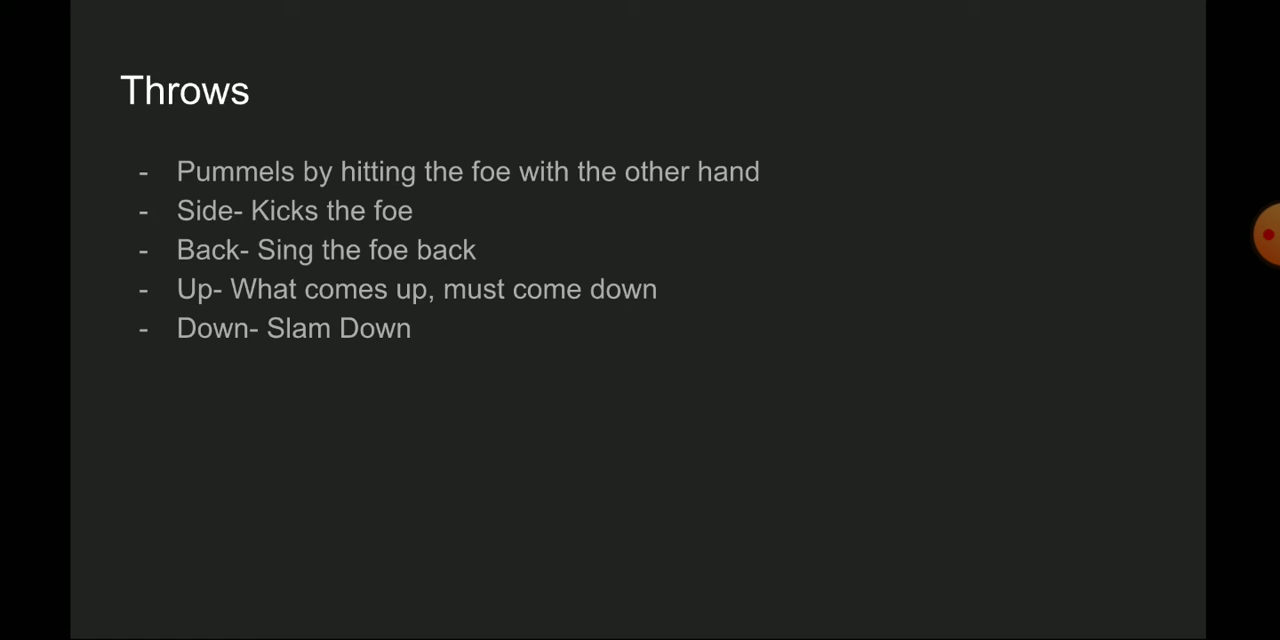 Throws
- Pummels by hitting the foe with the other hand
- Side- Kicks the foe
- Back- Sing the foe back
- Up- What comes up, must come down
- Down- Slam Down